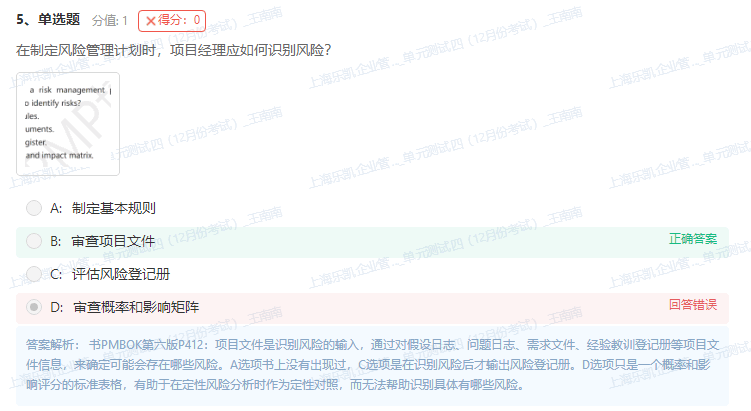 5、单选题 分值: 1 得分：0
在制定风险管理计划时，项目经理应如何识别风险？
a risk management
identify risks?
and impact matrix.
A: 制定基本规则
B: 审查项目文件 正确答案
C: 评估风险登记册
D: 审查概率和影响矩阵 回答错误
答案解析： 书PMBOK第六版P412：项目文件是识别风险的输入，通过对假设日志、问题日志、需求文件、经验教训登记册等项目文
件信息，来确定可能会存在哪些风险。A选项书上没有出现过，C选项是在识别风险后才输出风险登记册。D选项只是一个概率和影
响评分的标准表格，有助于在定性风险分析时作为定性对照，而无法帮助识别具体有哪些风险。
上海乐凯企业管..._单元测试四（12月份考试）_王南南